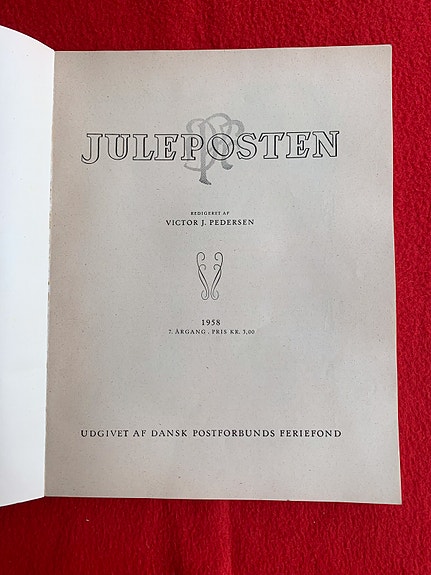 JULEPOSTEN
REDIGERET AF
VICTOR J. PEDERSEN
1958
7. ÅRGANG . PRIS KR. 3,00
UDGIVET AF DANSK POSTFORBUNDS FERIEFOND